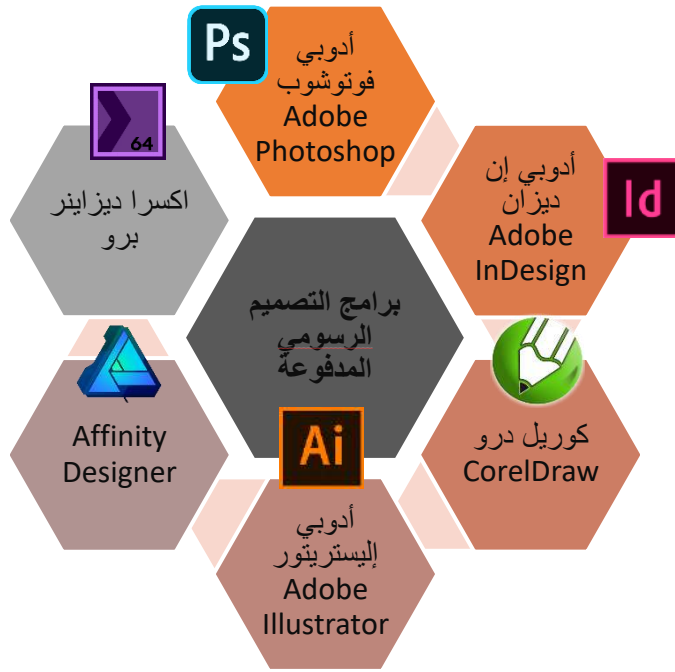 Ps
أدوبي
فوتوشوب
Adobe
Photoshop
أدوبي إن
ديزان
Adobe
InDesign
Id
64
اكسرا ديزاينر
برو
برامج التصميم
الرسومي
المدفوعة
كوريل درو
CorelDraw
Affinity
Designer
Ai
أدوبي
إليستريتور
Adobe
Illustrator